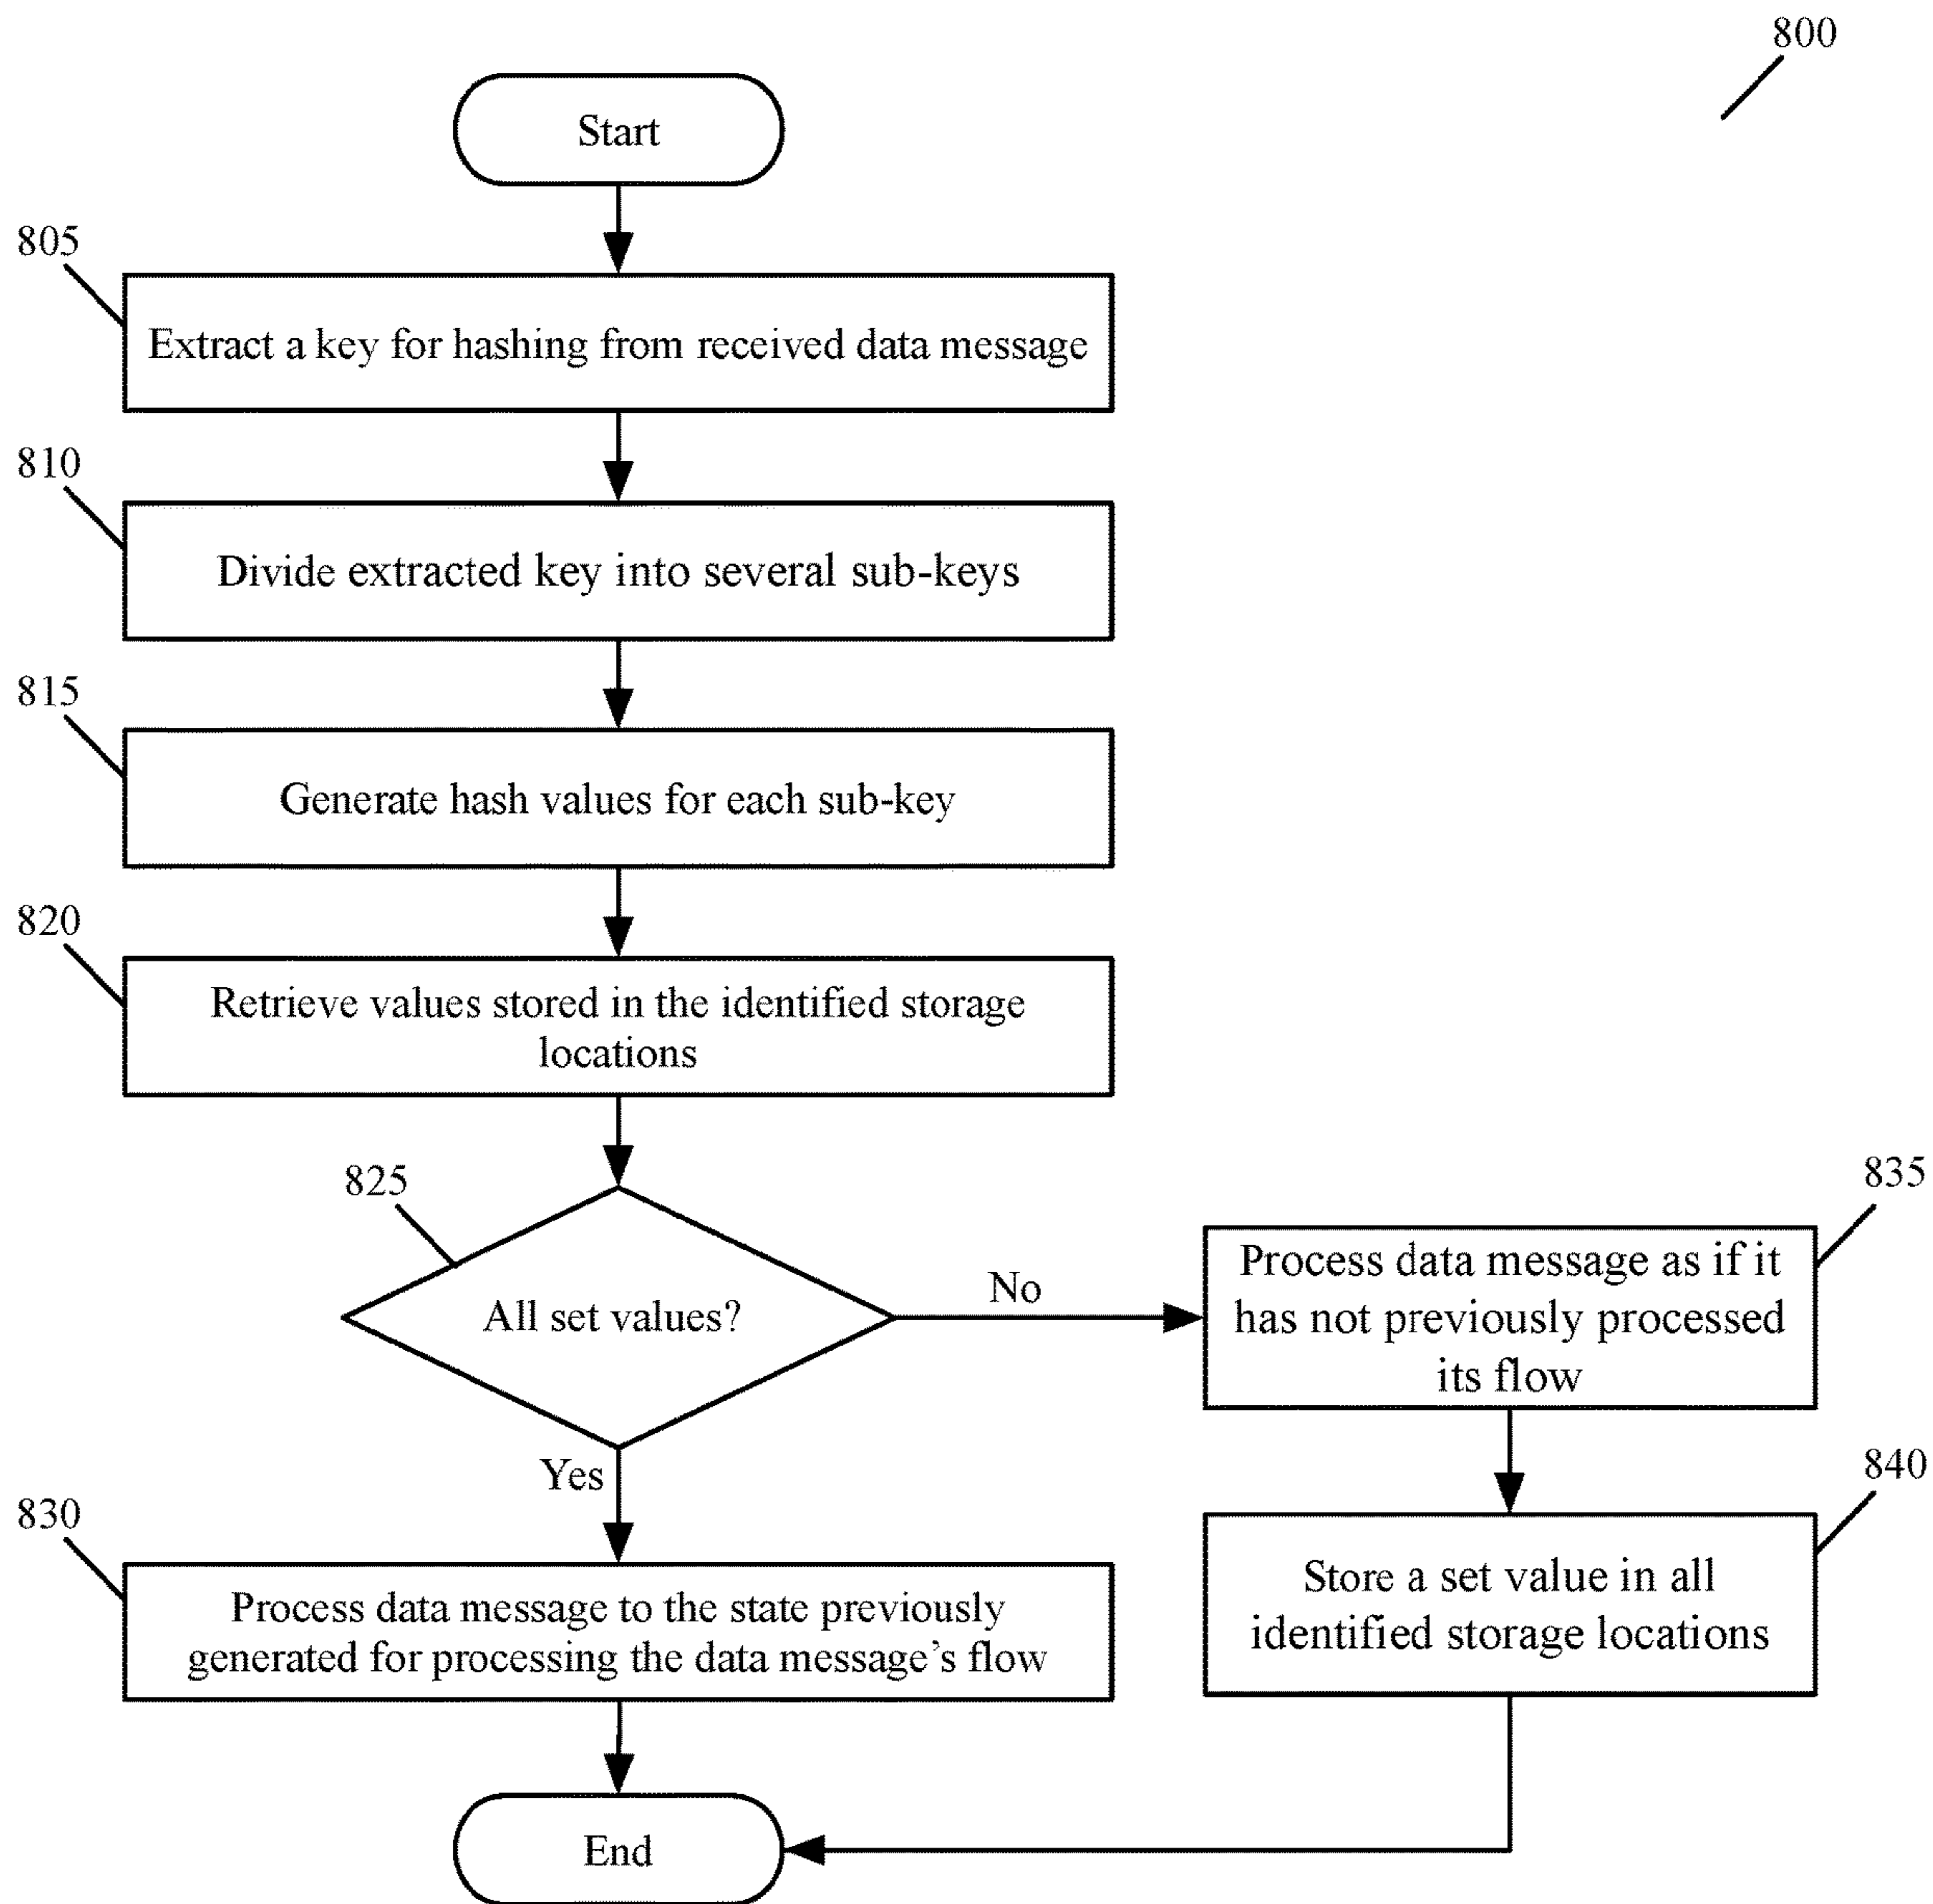 800
Start
805
Extract a key for hashing from received data message
810
Divide extracted key into several sub-keys
815
Generate hash values for each sub-key
820
Retrieve values stored in the identified storage
locations
825
All set values?
No
835
Process data message as if it
has not previously processed
its flow
Yes
840
Store a set value in all
identified storage locations
830
Process data message to the state previously
generated for processing the data message’s flow
End